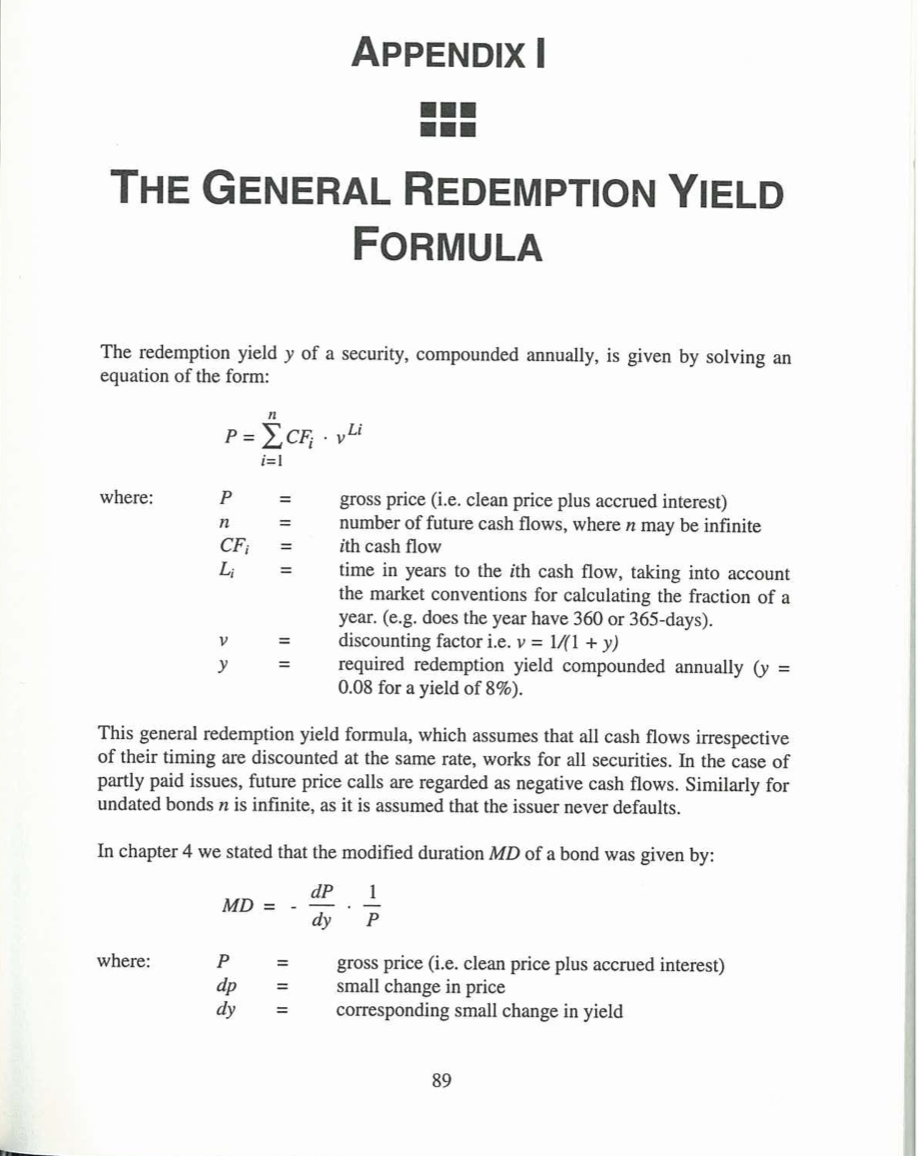 APPENDIX I
THE GENERAL REDEMPTION YIELD
FORMULA
The redemption yield y of a security, compounded annually, is given by solving an
equation of the form:
P = ∑_{i=1}^{n} CF_i · v^{Li}
where: P = gross price (i.e. clean price plus accrued interest)
n = number of future cash flows, where n may be infinite
CF_i = ith cash flow
L_i = time in years to the ith cash flow, taking into account
the market conventions for calculating the fraction of a
year. (e.g. does the year have 360 or 365-days).
v = discounting factor i.e. v = 1/(1 + y)
y = required redemption yield compounded annually (y =
0.08 for a yield of 8%).
This general redemption yield formula, which assumes that all cash flows irrespective
of their timing are discounted at the same rate, works for all securities. In the case of
partly paid issues, future price calls are regarded as negative cash flows. Similarly for
undated bonds n is infinite, as it is assumed that the issuer never defaults.
In chapter 4 we stated that the modified duration MD of a bond was given by:
MD = - dP/dy · 1/P
where: P = gross price (i.e. clean price plus accrued interest)
dp = small change in price
dy = corresponding small change in yield
89